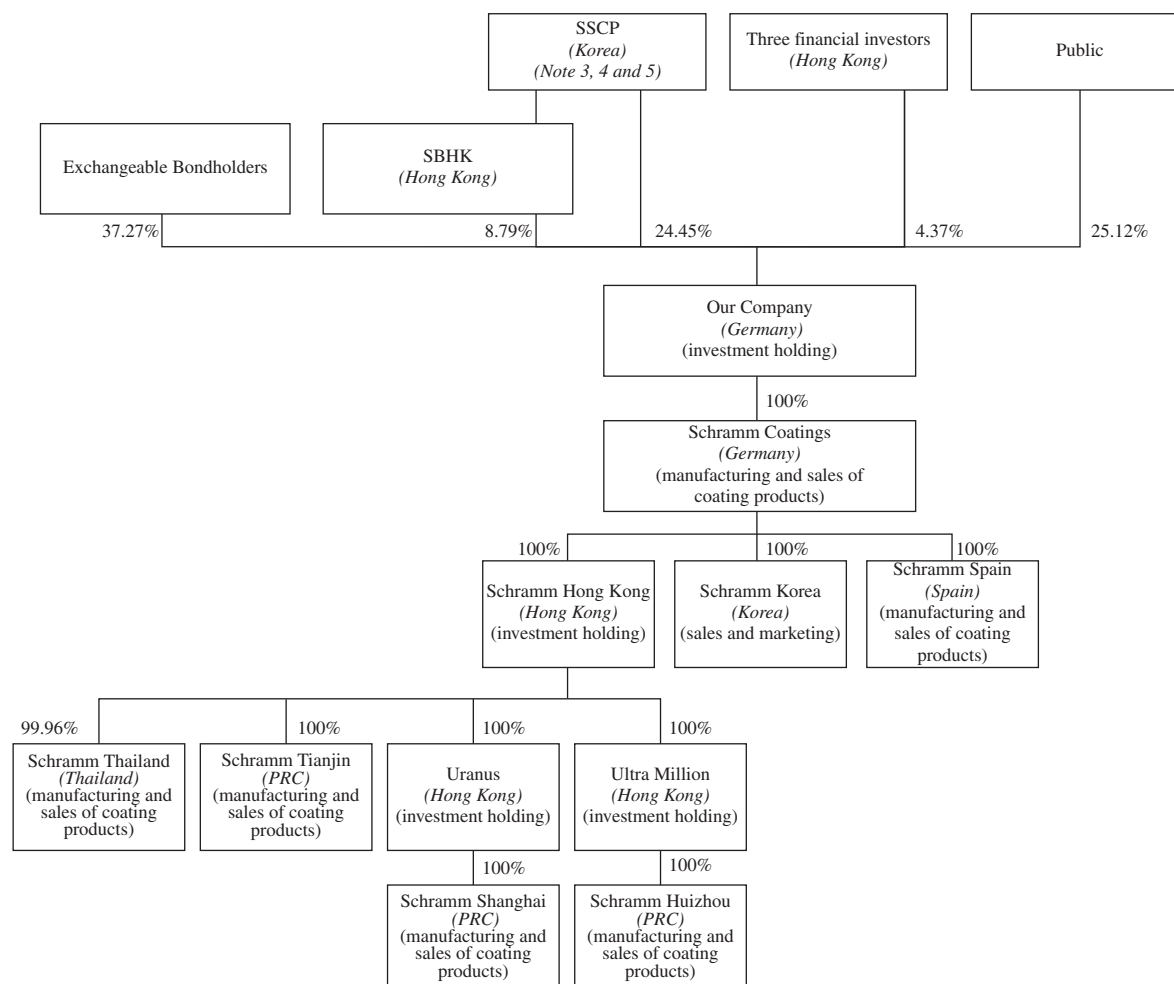 SSCP
(Korea)
(Note 3, 4 and 5)
Three financial investors
(Hong Kong)
Public
Exchangeable Bondholders
SBHK
(Hong Kong)
37.27%
8.79%
24.45%
4.37%
25.12%
Our Company
(Germany)
(investment holding)
100%
Schramm Coatings
(Germany)
(manufacturing and sales of
coating products)
100%
100%
100%
Schramm Hong Kong
(Hong Kong)
(investment holding)
Schramm Korea
(Korea)
(sales and marketing)
Schramm Spain
(Spain)
(manufacturing and
sales of coating
products)
99.96%
100%
100%
100%
Schramm Thailand
(Thailand)
(manufacturing and
sales of coating
products)
Schramm Tianjin
(PRC)
(manufacturing and
sales of coating
products)
Uranus
(Hong Kong)
(investment holding)
Ultra Million
(Hong Kong)
(investment holding)
100%
100%
Schramm Shanghai
(PRC)
(manufacturing and
sales of coating
products)
Schramm Huizhou
(PRC)
(manufacturing and
sales of coating
products)